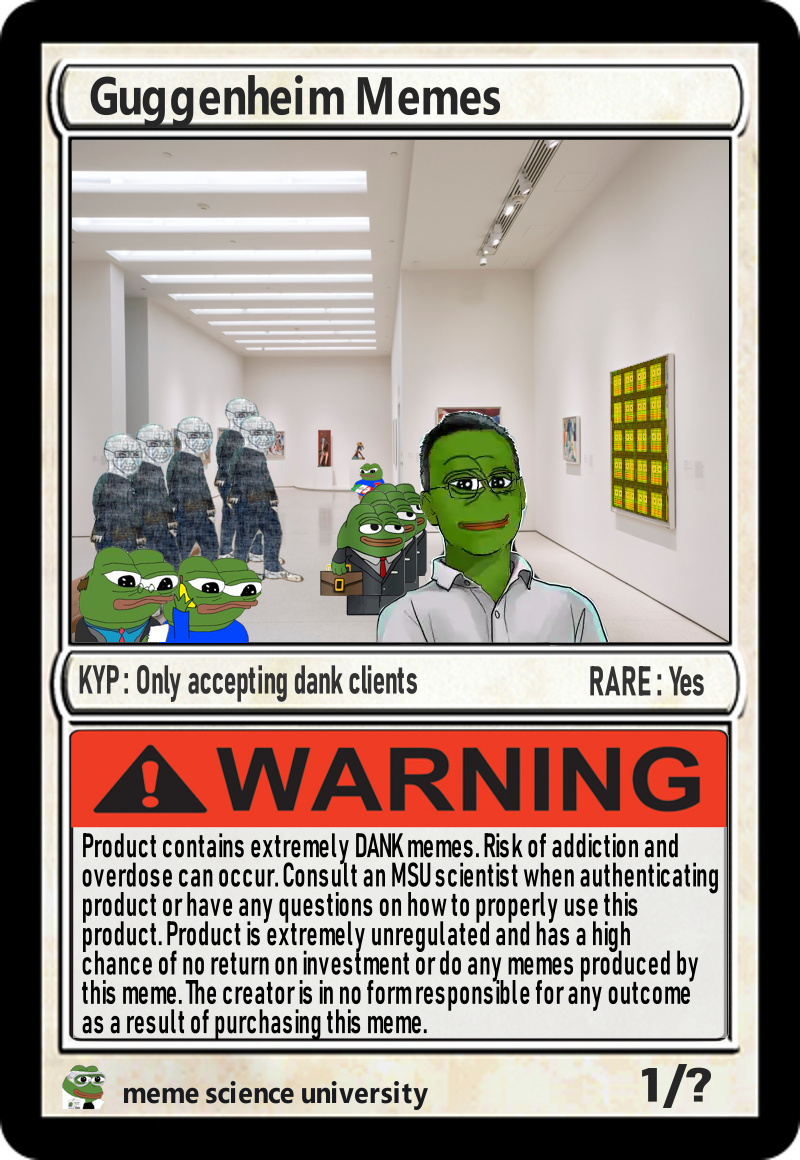 Guggenheim Memes
KYP : Only accepting dank clients
RARE : Yes
WARNING
Product contains extremely DANK memes. Risk of addiction and
overdose can occur. Consult an MSU scientist when authenticating
product or have any questions on how to properly use this
product. Product is extremely unregulated and has a high
chance of no return on investment or do any memes produced by
this meme. The creator is in no form responsible for any outcome
as a result of purchasing this meme.
meme science university
1/?